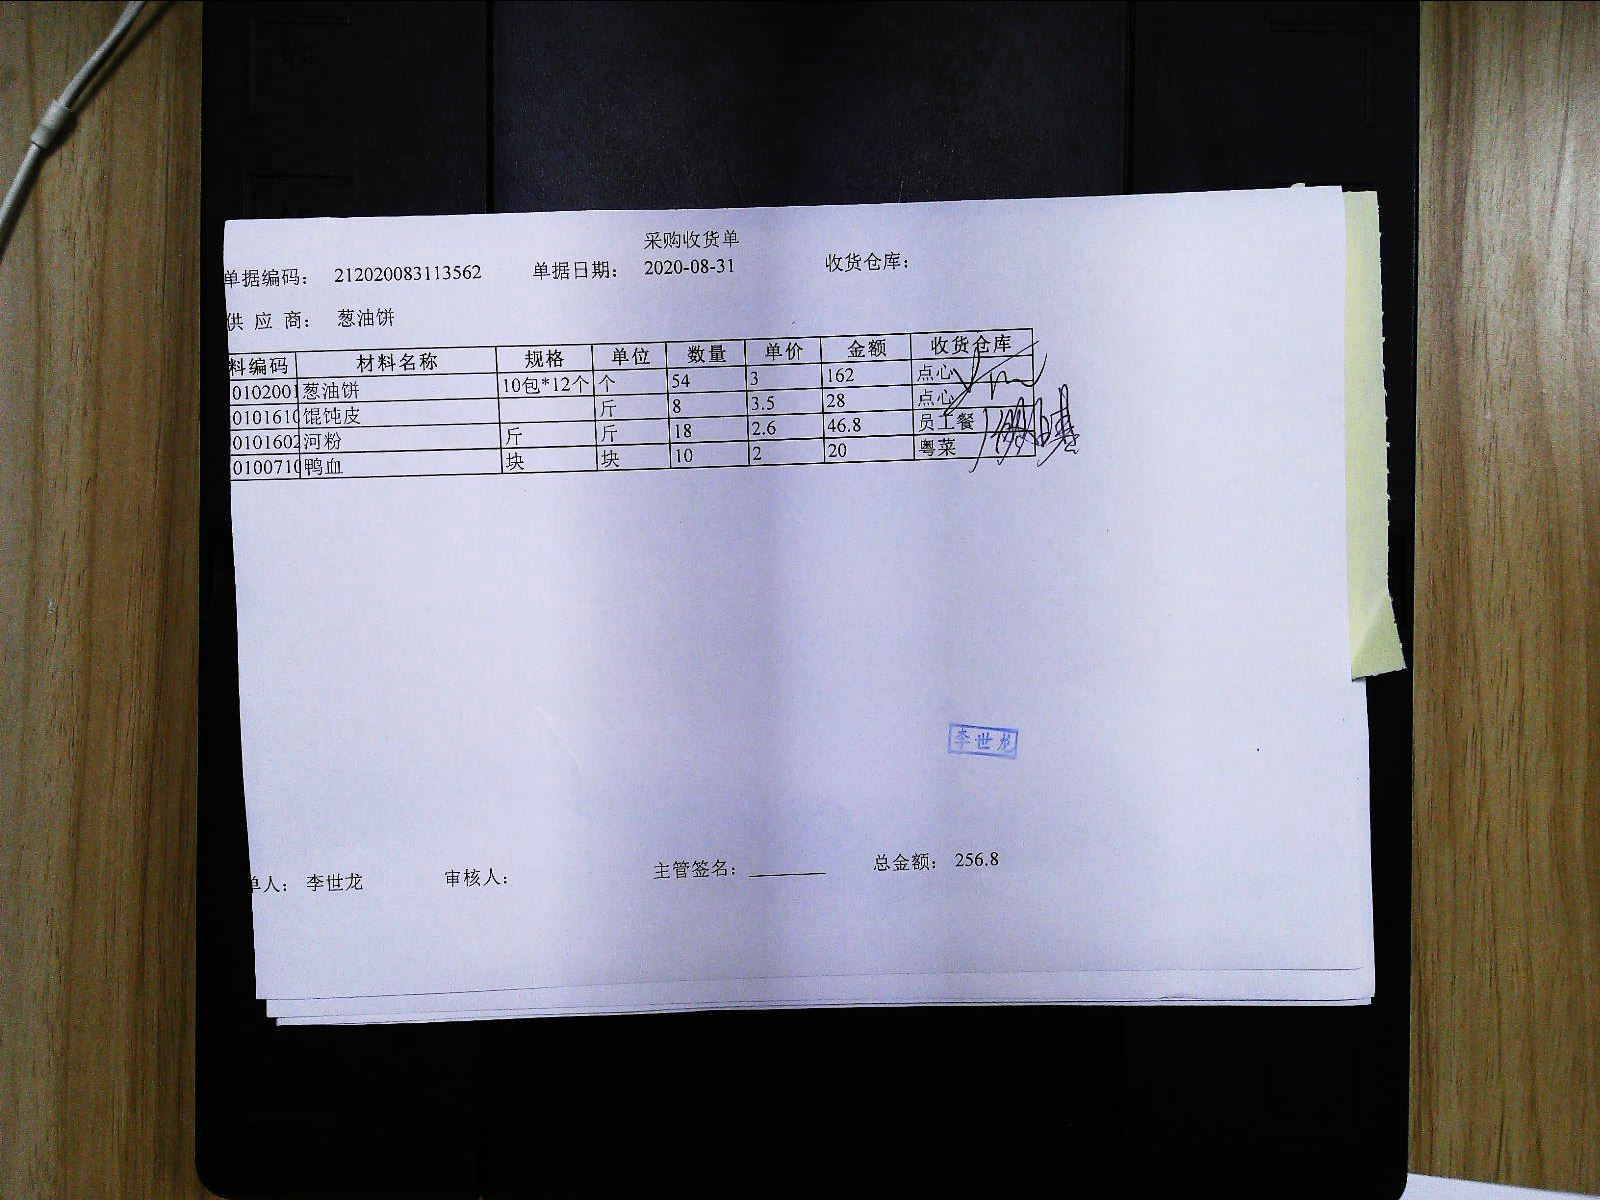 采购收货单
单据编码： 212020083113562 单据日期： 2020-08-31 收货仓库：
供 应 商： 葱油饼
料编码 材料名称 规格 单位 数量 单价 金额 收货仓库
0102001 葱油饼 10包*12个 个 54 3 162 点心
0101610 馄饨皮 斤 8 3.5 28 点心
0101602 河粉 斤 斤 18 2.6 46.8 员工餐
0100710 鸭血 块 块 10 2 20 粤菜
李世龙
单人： 李世龙 审核人： 主管签名： 总金额： 256.8